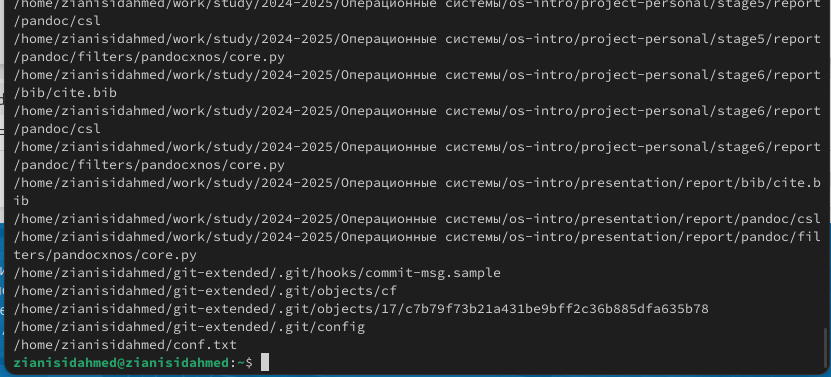 /home/zianisidahmed/work/study/2024-2025/Операционные системы/os-intro/project-personal/stage5/report
/pandoc/csl
/home/zianisidahmed/work/study/2024-2025/Операционные системы/os-intro/project-personal/stage5/report
/pandoc/filters/pandocxnos/core.py
/home/zianisidahmed/work/study/2024-2025/Операционные системы/os-intro/project-personal/stage6/report
/bib/cite.bib
/home/zianisidahmed/work/study/2024-2025/Операционные системы/os-intro/project-personal/stage6/report
/pandoc/csl
/home/zianisidahmed/work/study/2024-2025/Операционные системы/os-intro/project-personal/stage6/report
/pandoc/filters/pandocxnos/core.py
/home/zianisidahmed/work/study/2024-2025/Операционные системы/os-intro/presentation/report/bib/cite.b
ib
/home/zianisidahmed/work/study/2024-2025/Операционные системы/os-intro/presentation/report/pandoc/csl
/home/zianisidahmed/work/study/2024-2025/Операционные системы/os-intro/presentation/report/pandoc/fil
ters/pandocxnos/core.py
/home/zianisidahmed/git-extended/.git/hooks/commit-msg.sample
/home/zianisidahmed/git-extended/.git/objects/cf
/home/zianisidahmed/git-extended/.git/objects/17/c7b79f73b21a431be9bff2c36b885dfa635b78
/home/zianisidahmed/git-extended/.git/config
/home/zianisidahmed/conf.txt
zianisidahmed@zianisidahmed:~$